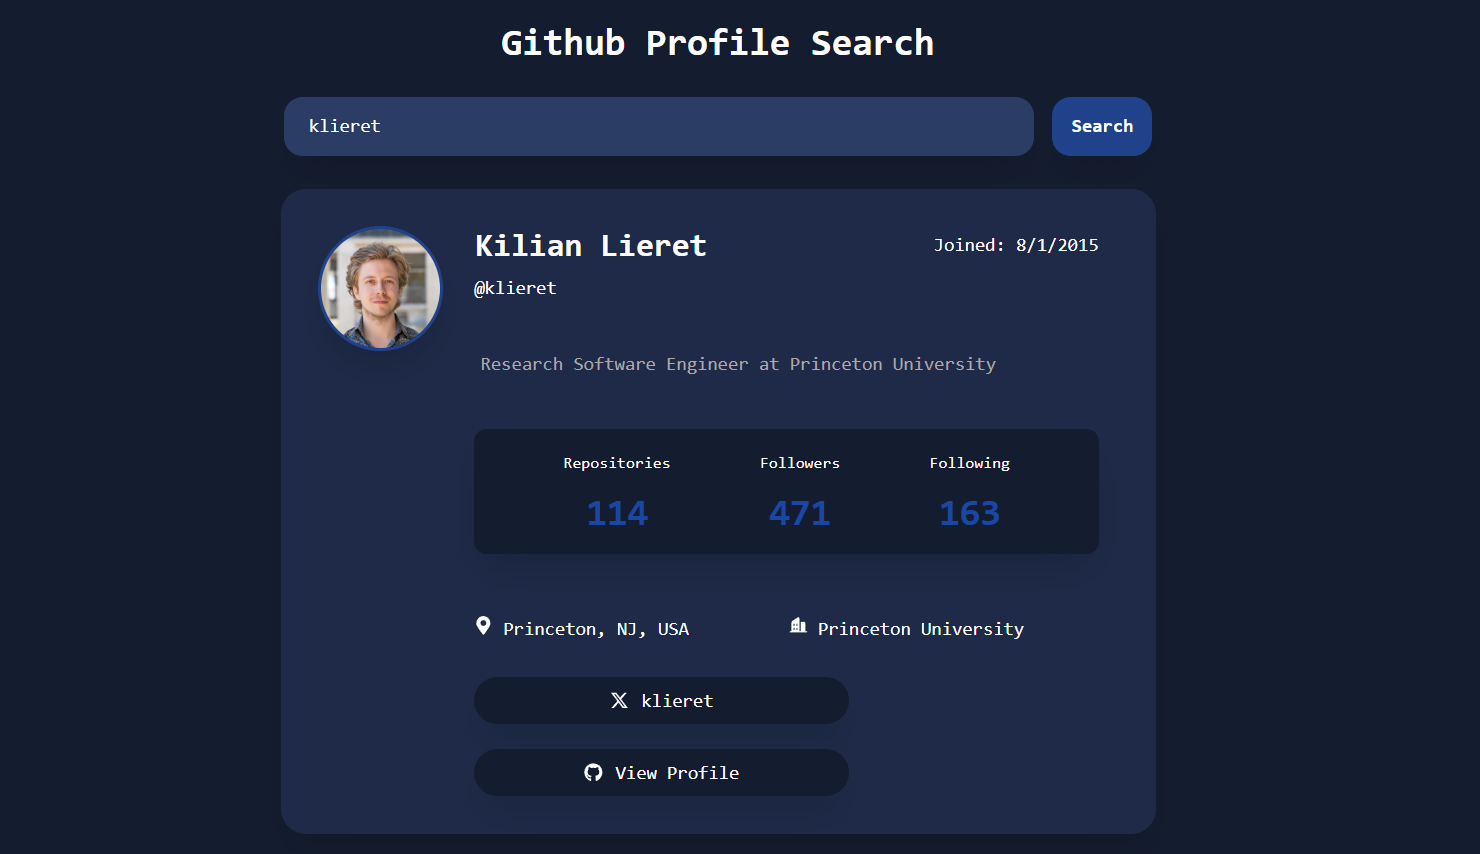 Github Profile Search
klieret
Search
Kilian Lieret
Joined: 8/1/2015
@klieret
Research Software Engineer at Princeton University
Repositories Followers Following
114 471 163
Princeton, NJ, USA
Princeton University
klieret
View Profile